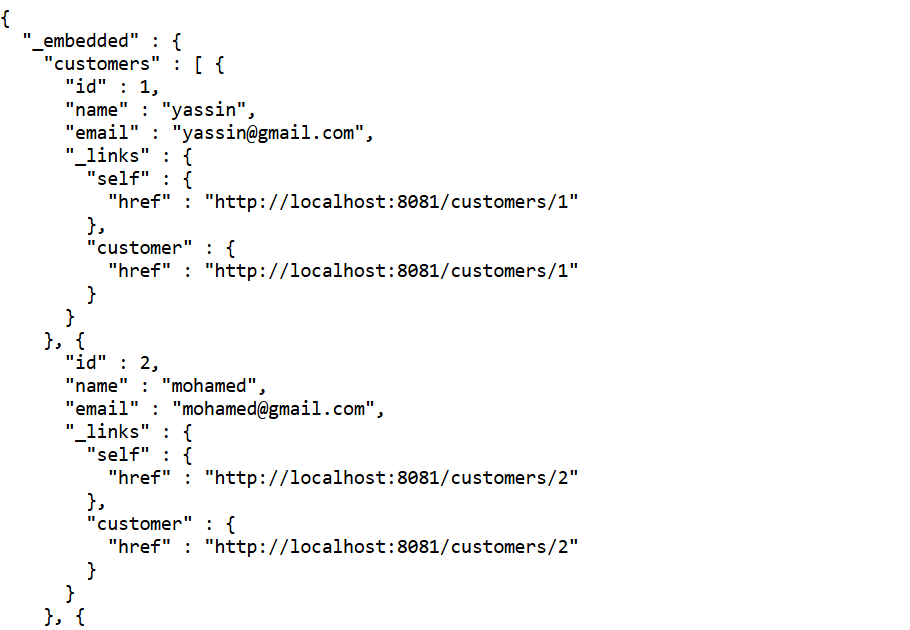 {
  "_embedded" : {
    "customers" : [ {
      "id" : 1,
      "name" : "yassin",
      "email" : "yassin@gmail.com",
      "_links" : {
        "self" : {
          "href" : "http://localhost:8081/customers/1"
        },
        "customer" : {
          "href" : "http://localhost:8081/customers/1"
        }
      }
    }, {
      "id" : 2,
      "name" : "mohamed",
      "email" : "mohamed@gmail.com",
      "_links" : {
        "self" : {
          "href" : "http://localhost:8081/customers/2"
        },
        "customer" : {
          "href" : "http://localhost:8081/customers/2"
        }
      }
    }, {